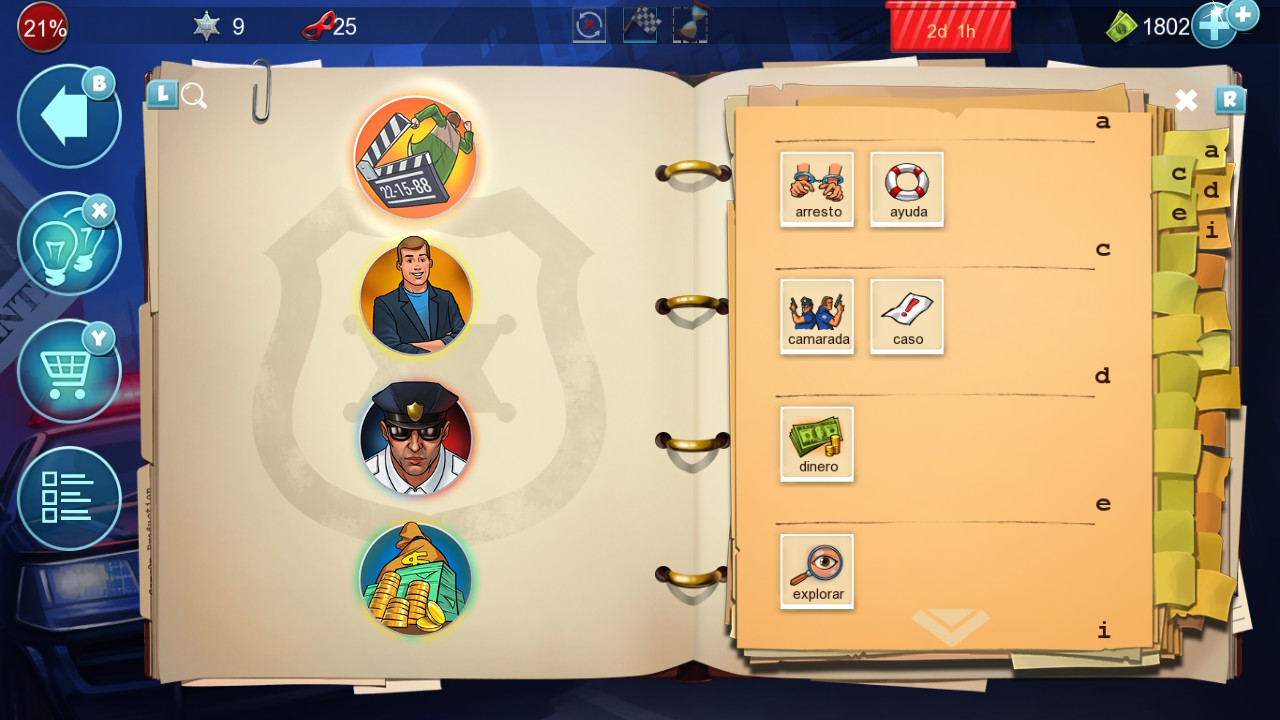 21%
9
25
2d 1h
1802
B
L
R
X
Y
22-15-88
a
arresto
ayuda
c
camarada
caso
d
dinero
e
explorar
i
a
c
d
e
i